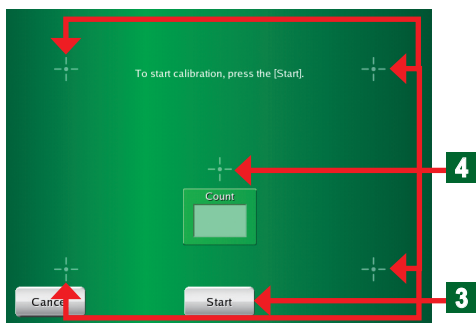 To start calibration, press the [Start].
4
Count
Cancel
Start
3